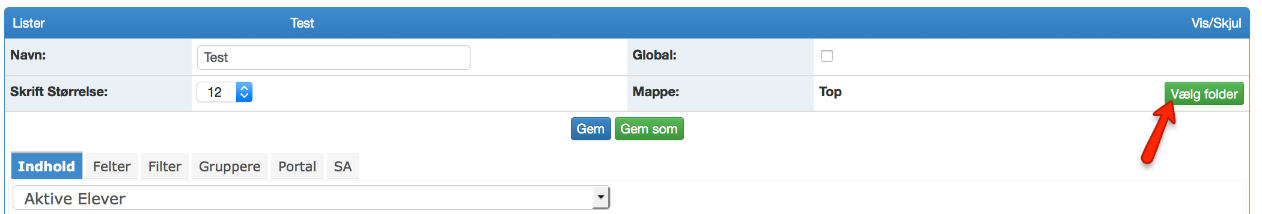 Lister Test Vis/Skjul
Navn: Test Global:
Skrift Størrelse: 12 Mappe: Top Vælg folder
Gem Gem som
Indhold Felter Filter Gruppere Portal SA
Aktive Elever